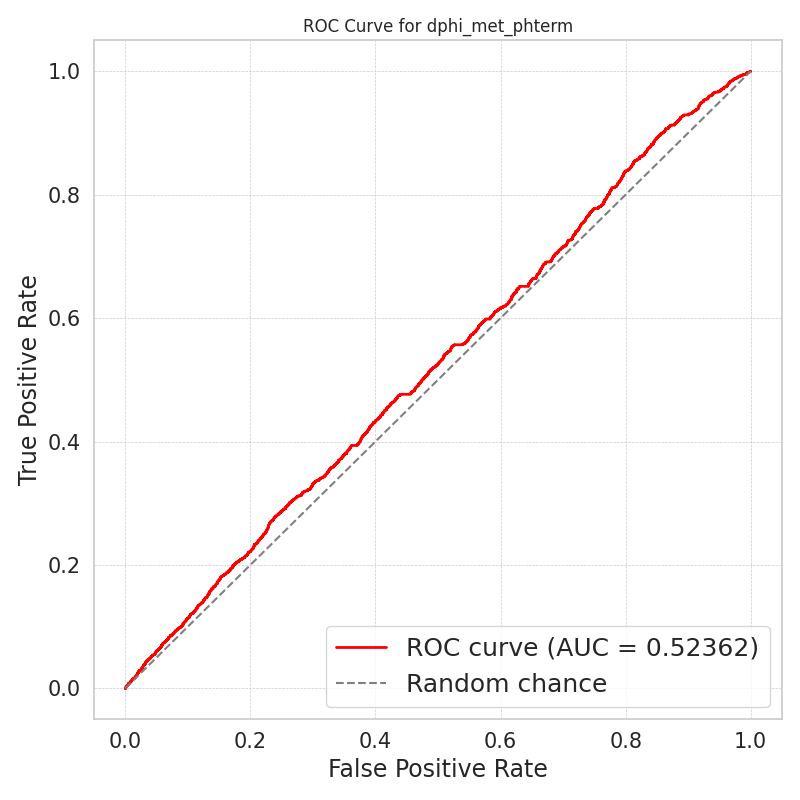 ROC Curve for dphi_met_phterm
True Positive Rate
1.0
0.8
0.6
0.4
0.2
0.0
ROC curve (AUC = 0.52362)
Random chance
0.0 0.2 0.4 0.6 0.8 1.0
False Positive Rate